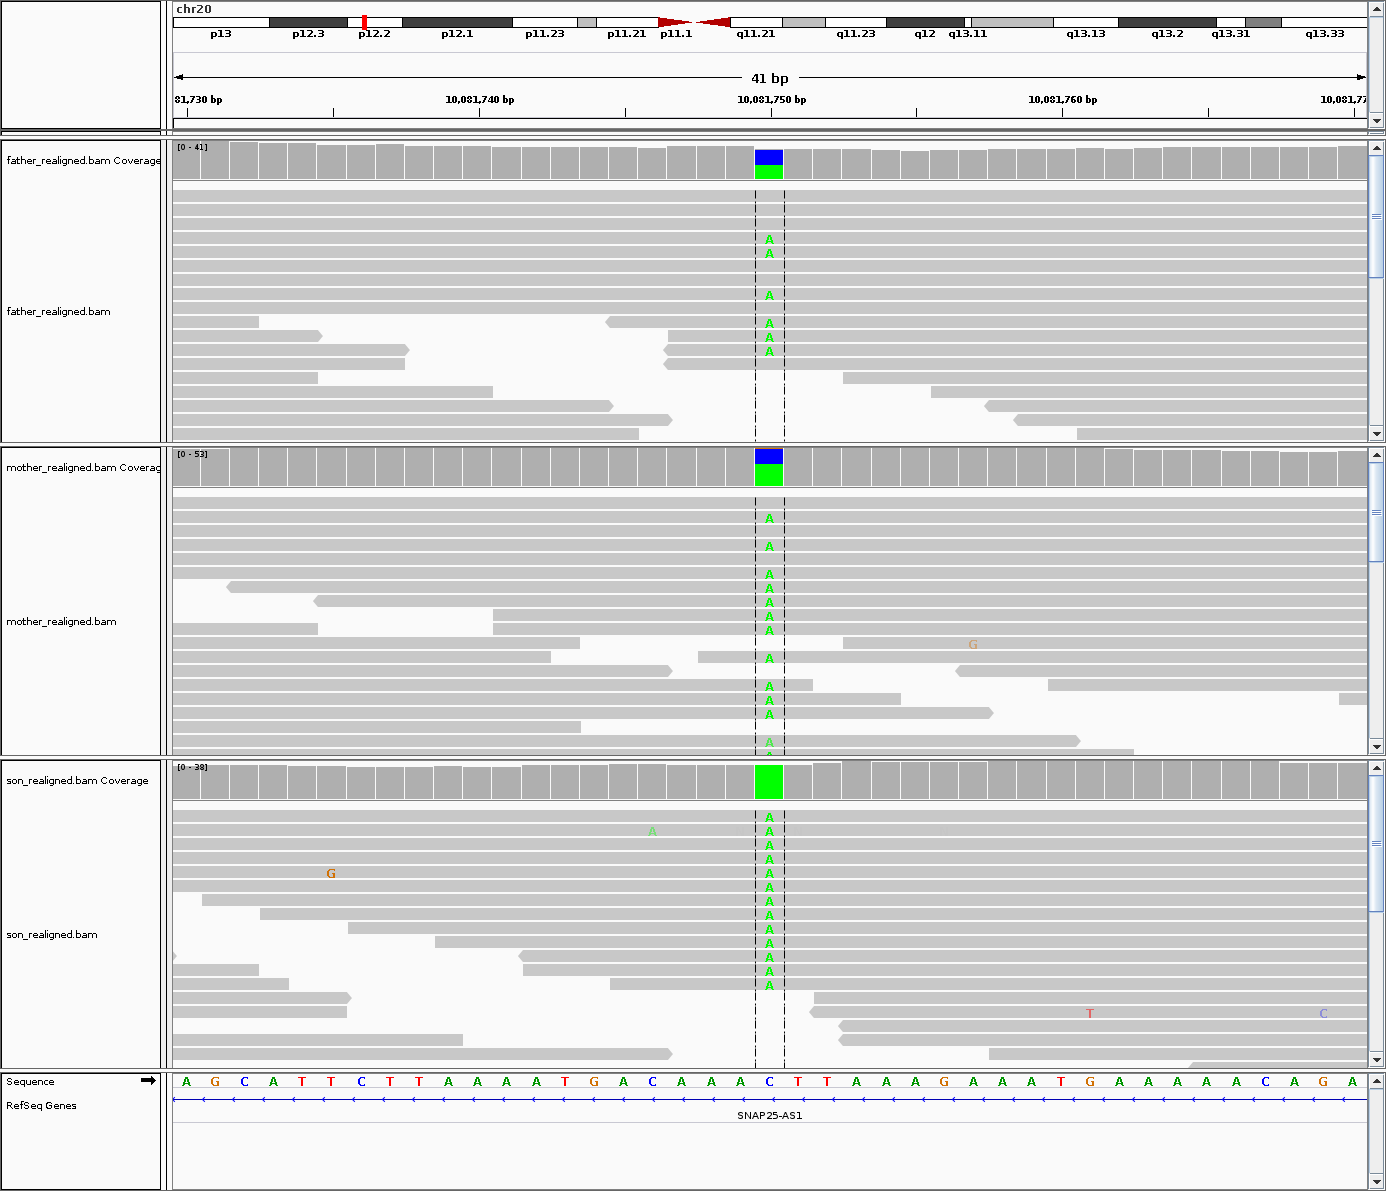 chr20
p13 p12.3 p12.2 p12.1 p11.23 p11.21 p11.1 q11.21 q11.23 q12 q13.11 q13.13 q13.2 q13.31 q13.33
41 bp
81,730 bp 10,081,740 bp 10,081,750 bp 10,081,760 bp 10,081,77
father_realigned.bam Coverage
[0 - 41]
A
A
A
father_realigned.bam
A
A
A
mother_realigned.bam Coverag
[0 - 53]
A
A
A
A
A
A
mother_realigned.bam
A
G
A
A
A
A
A
son_realigned.bam Coverage
[0 - 38]
A
A A
A
A
G A
A
A
A
A
son_realigned.bam
A
A
A
A
T C
Sequence
A G C A T T C T T A A A A T G A C A A A C T T A A A G A A A T G A A A A A C A G A
RefSeq Genes
SNAP25-AS1